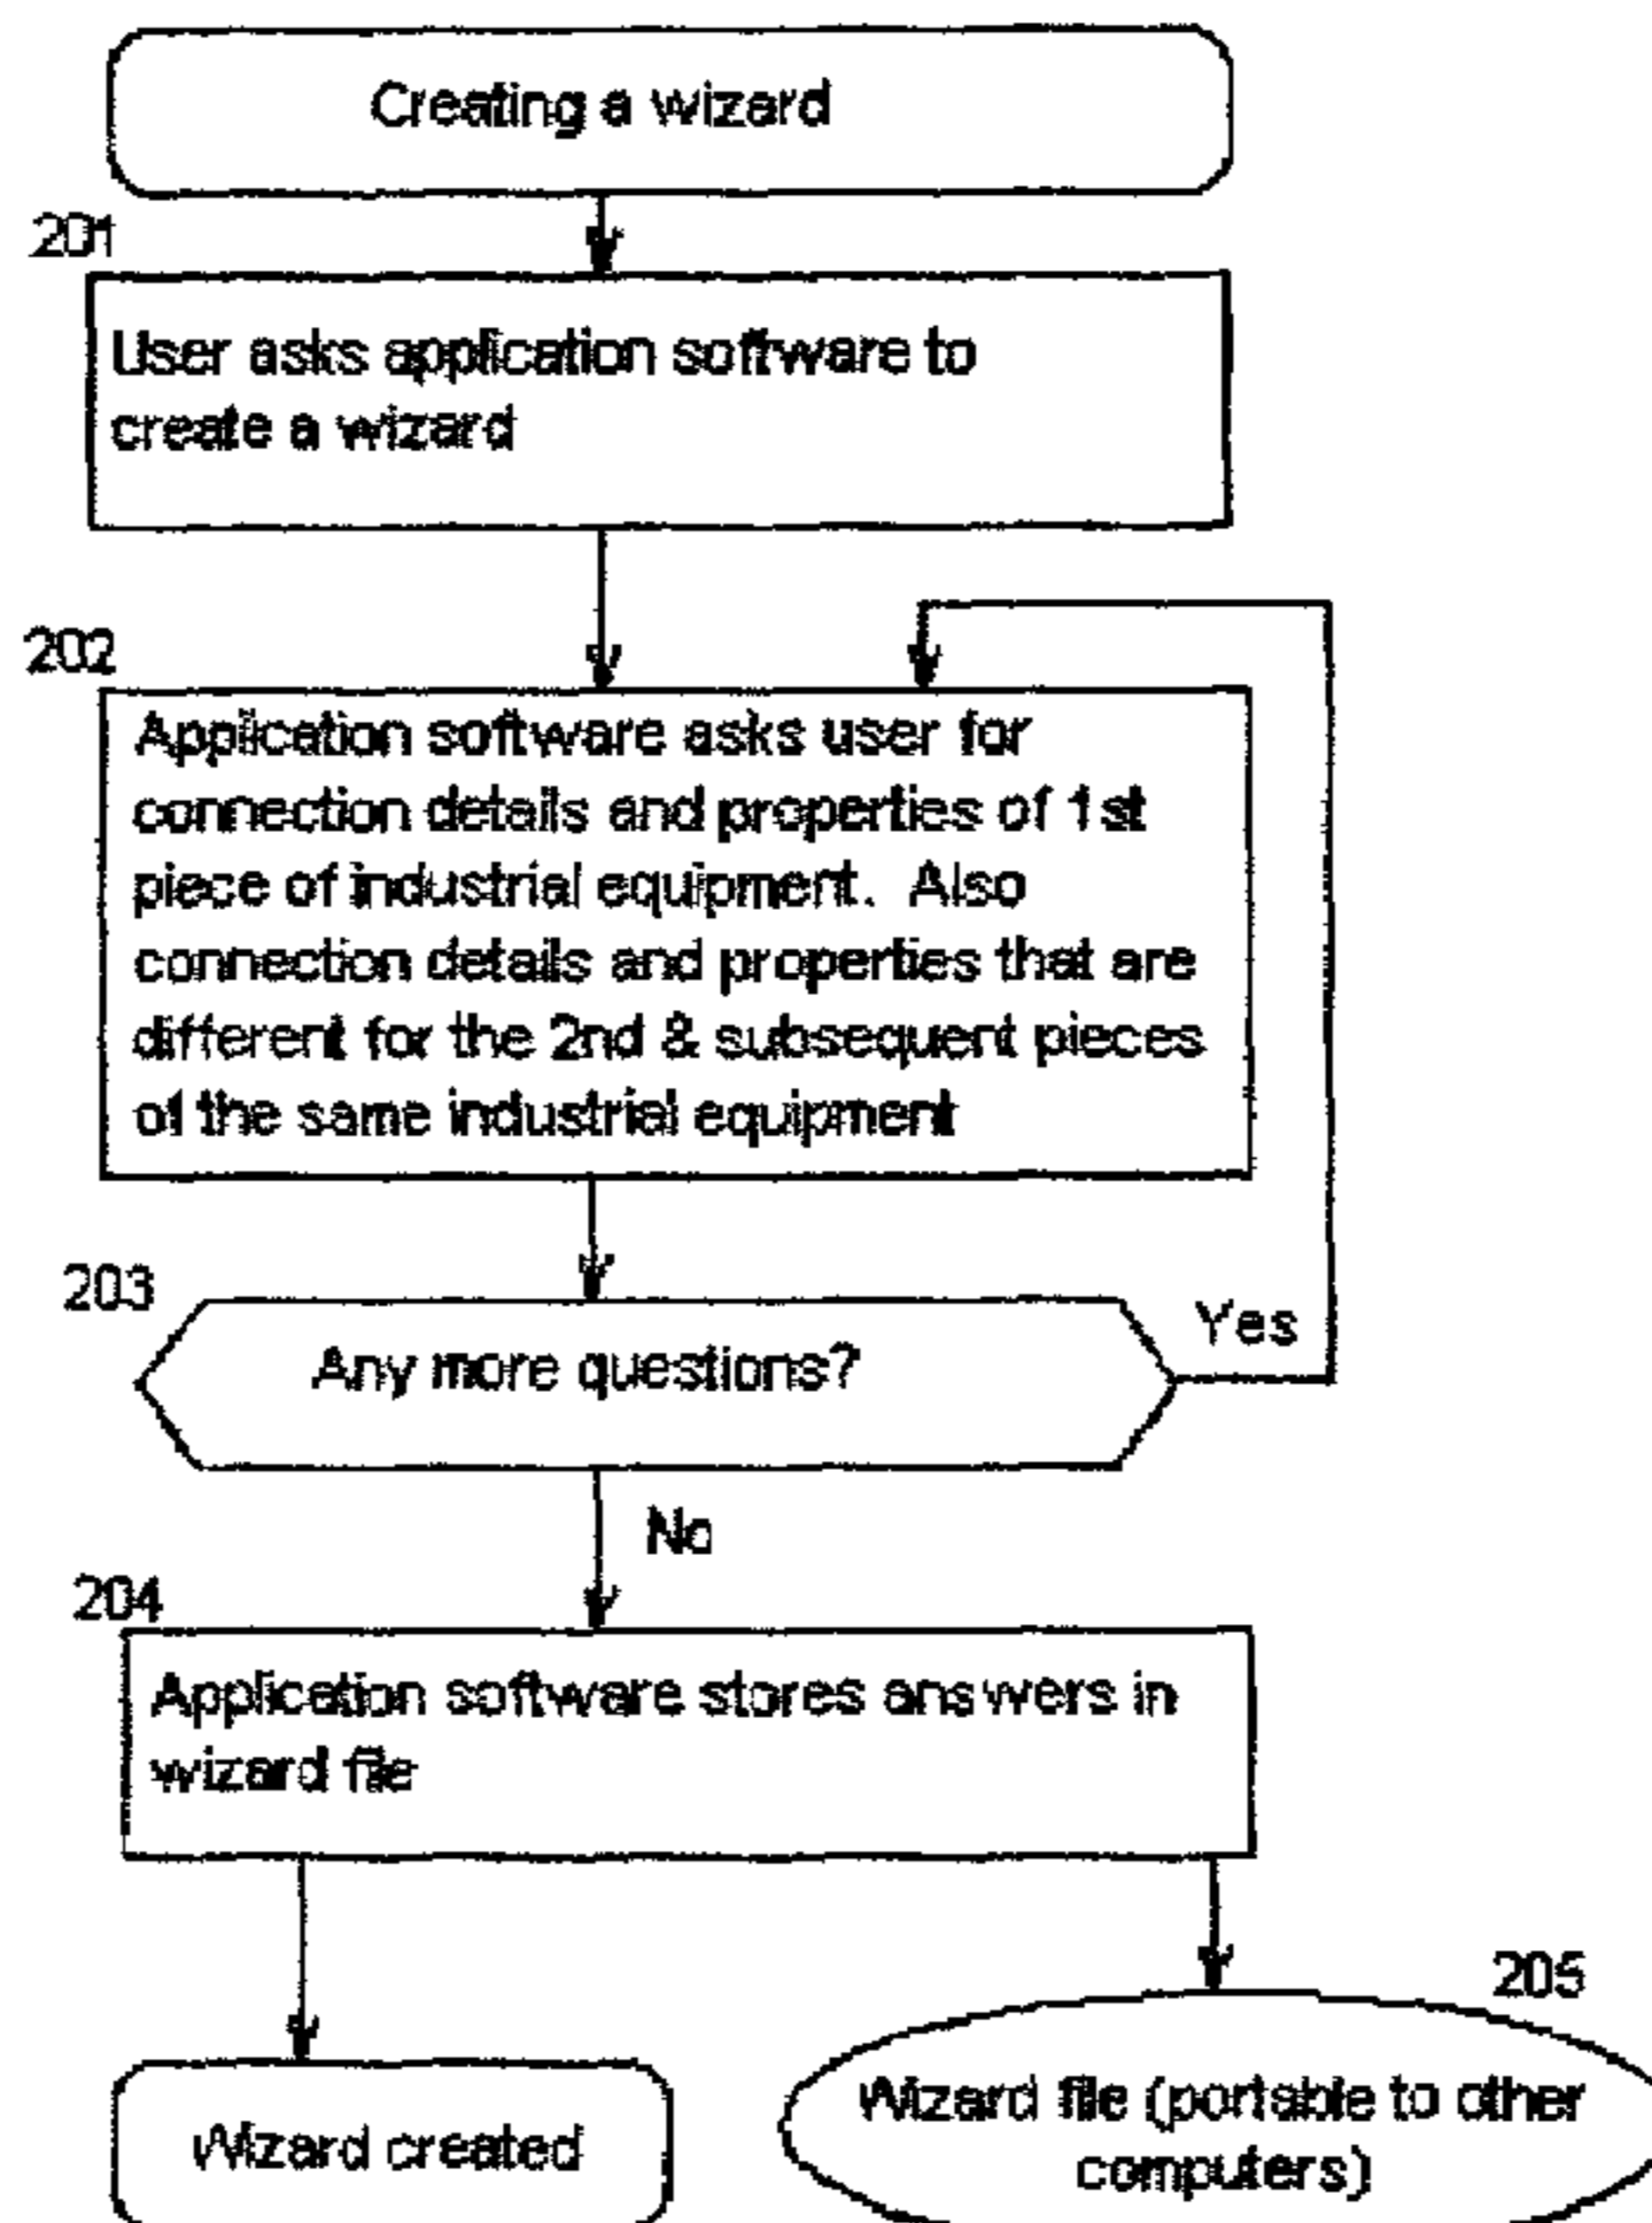 Creating a wizard
201
User asks application software to
create a wizard
202
Application software asks user for
connection details and properties of 1st
piece of industrial equipment. Also
connection details and properties that are
different for the 2nd & subsequent pieces
of the same industrial equipment
203
Any more questions?
Yes
No
204
Application software stores answers in
wizard file
205
Wizard created
Wizard file (portable to other
computers)